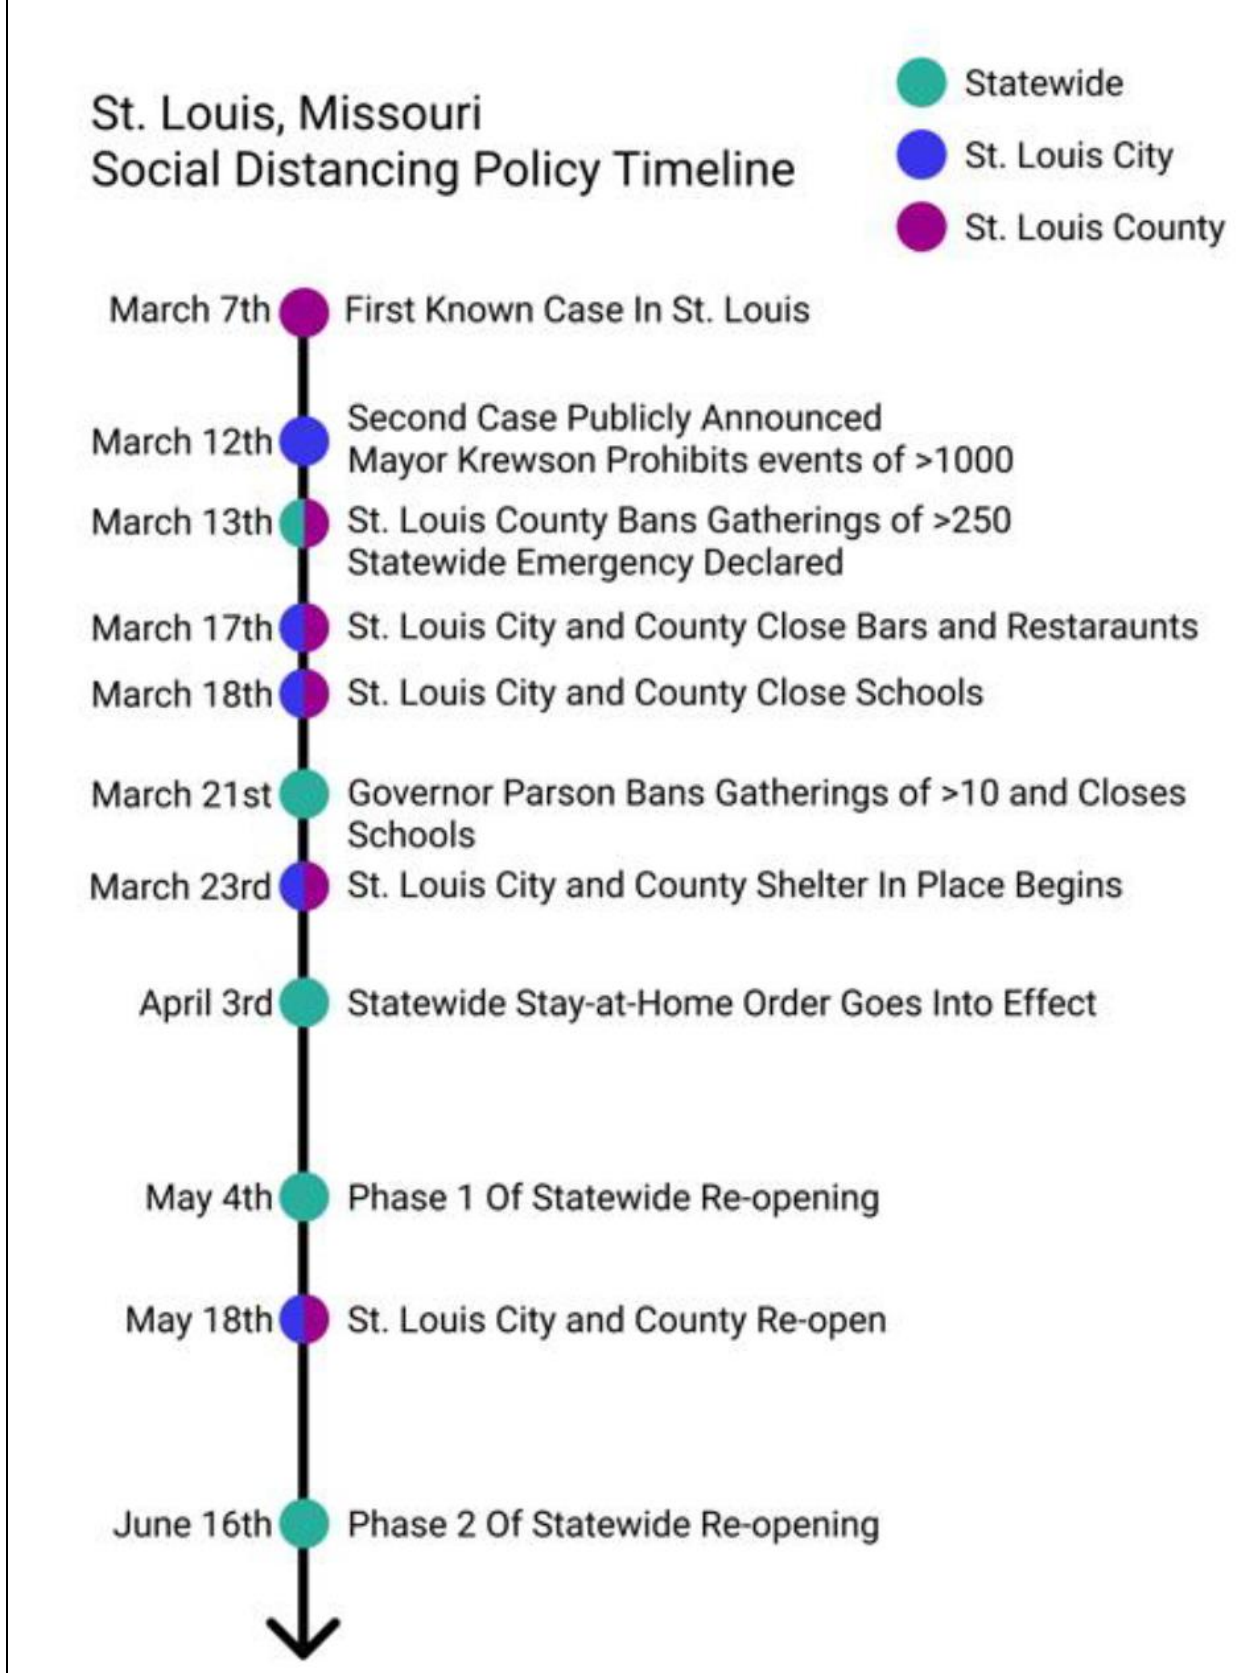 St. Louis, Missouri
Social Distancing Policy Timeline
Statewide
St. Louis City
St. Louis County
March 7th First Known Case In St. Louis
March 12th Second Case Publicly Announced
Mayor Krewson Prohibits events of >1000
March 13th St. Louis County Bans Gatherings of >250
Statewide Emergency Declared
March 17th St. Louis City and County Close Bars and Restaraunts
March 18th St. Louis City and County Close Schools
March 21st Governor Parson Bans Gatherings of >10 and Closes
Schools
March 23rd St. Louis City and County Shelter In Place Begins
April 3rd Statewide Stay-at-Home Order Goes Into Effect
May 4th Phase 1 Of Statewide Re-opening
May 18th St. Louis City and County Re-open
June 16th Phase 2 Of Statewide Re-opening